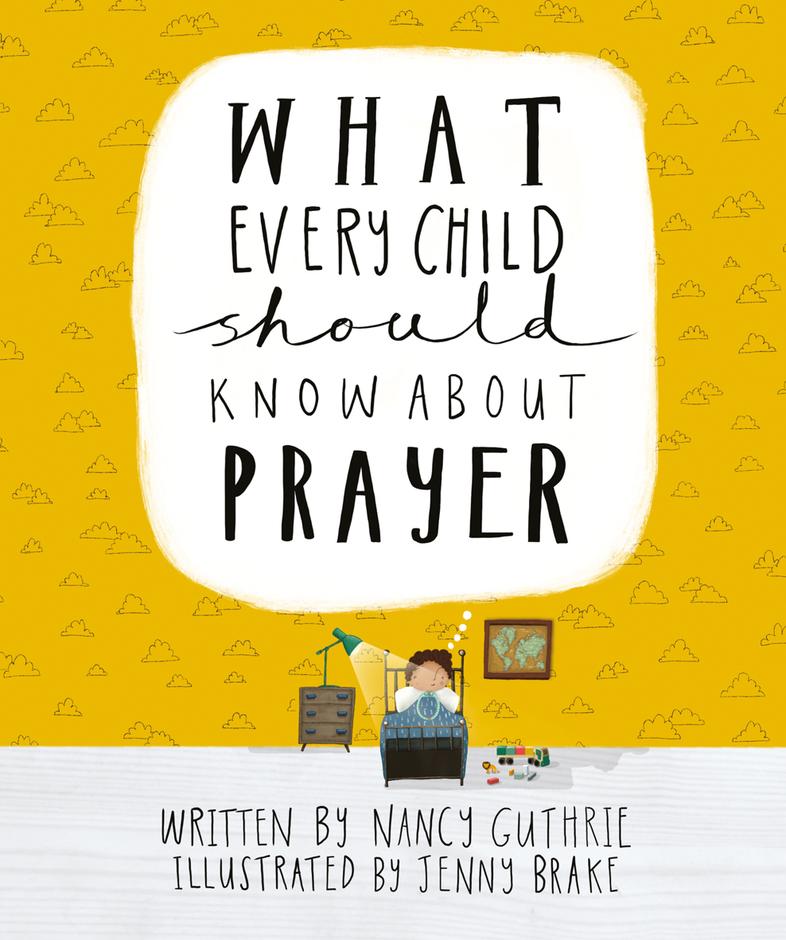 WHAT
EVERY CHILD
should
KNOW ABOUT
PRAYER
WRITTEN BY NANCY GUTHRIE
ILLUSTRATED BY JENNY BRAKE